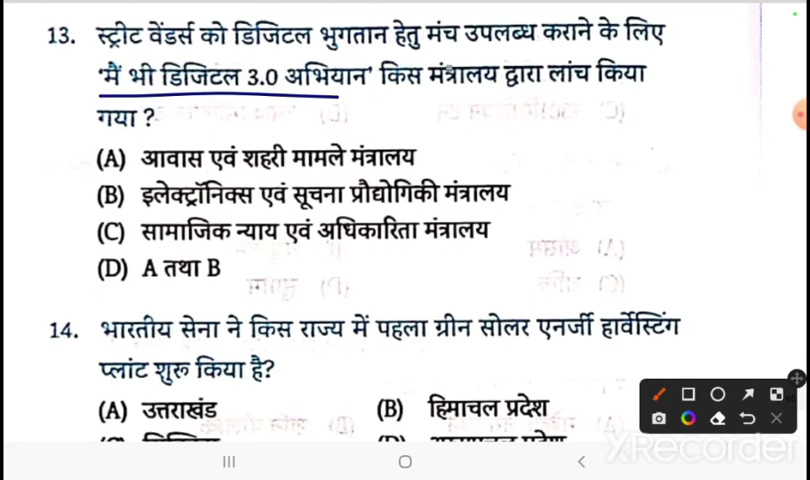 13. स्ट्रीट वेंडर्स को डिजिटल भुगतान हेतु मंच उपलब्ध कराने के लिए
‘मैं भी डिजिटल 3.0 अभियान’ किस मंत्रालय द्वारा लांच किया
गया ?
(A) आवास एवं शहरी मामले मंत्रालय
(B) इलेक्ट्रॉनिक्स एवं सूचना प्रौद्योगिकी मंत्रालय
(C) सामाजिक न्याय एवं अधिकारिता मंत्रालय
(D) A तथा B
14. भारतीय सेना ने किस राज्य में पहला ग्रीन सोलर एनर्जी हार्वेस्टिंग
प्लांट शुरू किया है?
(A) उत्तराखंड (B) हिमाचल प्रदेश
XRecorder